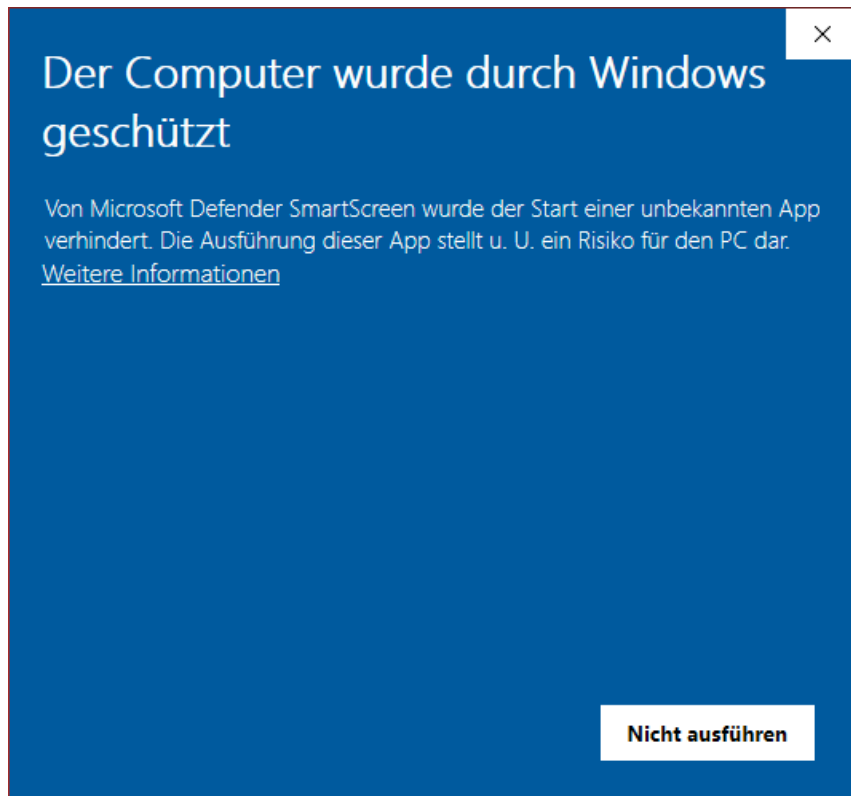 Der Computer wurde durch Windows
geschützt
Von Microsoft Defender SmartScreen wurde der Start einer unbekannten App
verhindert. Die Ausführung dieser App stellt u. U. ein Risiko für den PC dar.
Weitere Informationen
Nicht ausführen